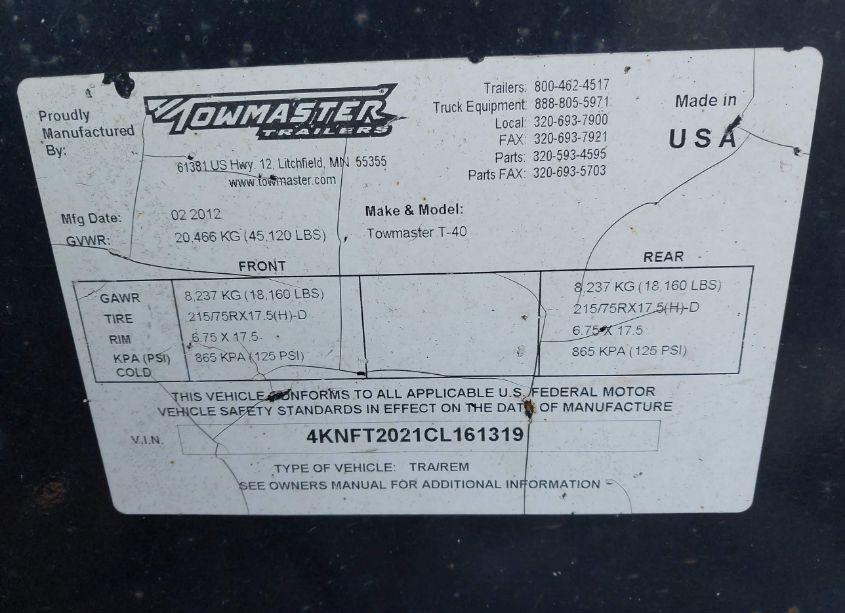 Proudly
Manufactured
By:
TOWMASTER
TRAILERS
61381 US Hwy. 12, Litchfield, MN 55355
www.towmaster.com
Trailers: 800-462-4517
Truck Equipment: 888-805-5971
Local: 320-693-7900
FAX: 320-693-7921
Parts: 320-593-4595
Parts FAX: 320-693-5703
Made in
USA
Mfg Date: 02 2012
GVWR: 20,466 KG (45,120 LBS)
Make & Model:
Towmaster T-40
FRONT REAR
GAWR 8,237 KG (18,160 LBS) 8,237 KG (18,160 LBS)
TIRE 215/75RX17.5(H)-D 215/75RX17.5(H)-D
RIM 6.75 X 17.5 6.75 X 17.5
KPA (PSI) 865 KPA (125 PSI) 865 KPA (125 PSI)
COLD
THIS VEHICLE CONFORMS TO ALL APPLICABLE U.S. FEDERAL MOTOR
VEHICLE SAFETY STANDARDS IN EFFECT ON THE DATE OF MANUFACTURE
V.I.N. 4KNFT2021CL161319
TYPE OF VEHICLE: TRA/REM
SEE OWNERS MANUAL FOR ADDITIONAL INFORMATION